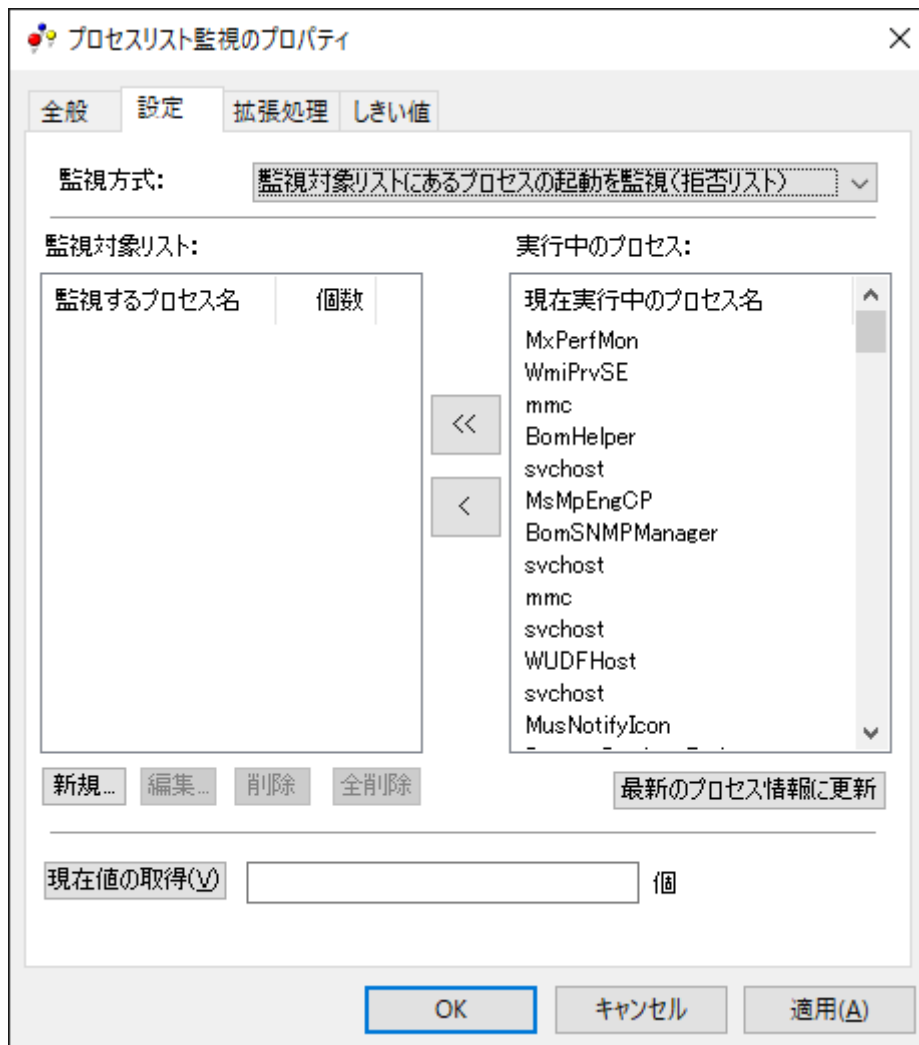 プロセスリスト監視のプロパティ
全般 設定 拡張処理 しきい値
監視方式: 監視対象リストにあるプロセスの起動を監視(拒否リスト)
監視対象リスト:
監視するプロセス名 個数
<<
<
実行中のプロセス:
現在実行中のプロセス名
MxPerfMon
WmiPrvSE
mmc
BomHelper
svchost
MsMpEngCP
BomSNMPManager
svchost
mmc
svchost
WUDFHost
svchost
MusNotifyIcon
新規... 編集... 削除 全削除
最新のプロセス情報に更新
現在値の取得(V) 個
OK キャンセル 適用(A)